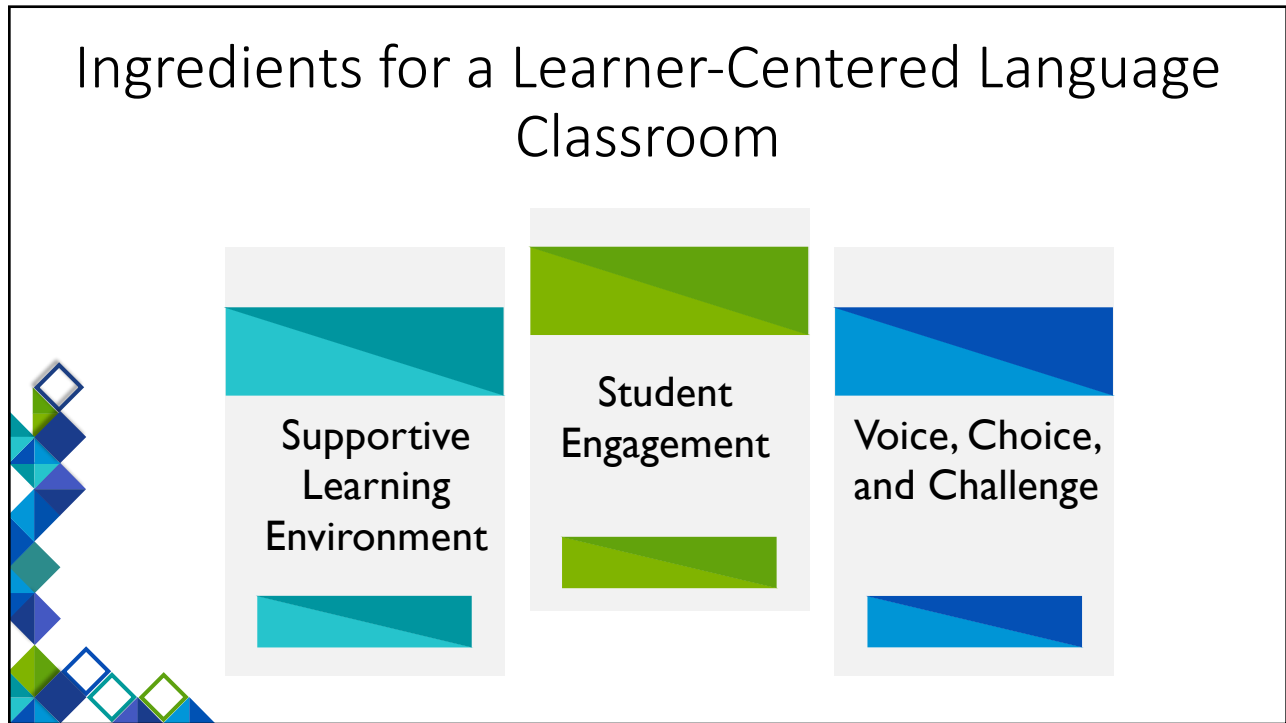 Ingredients for a Learner-Centered Language
Classroom
Supportive
Learning
Environment
Student
Engagement
Voice, Choice,
and Challenge